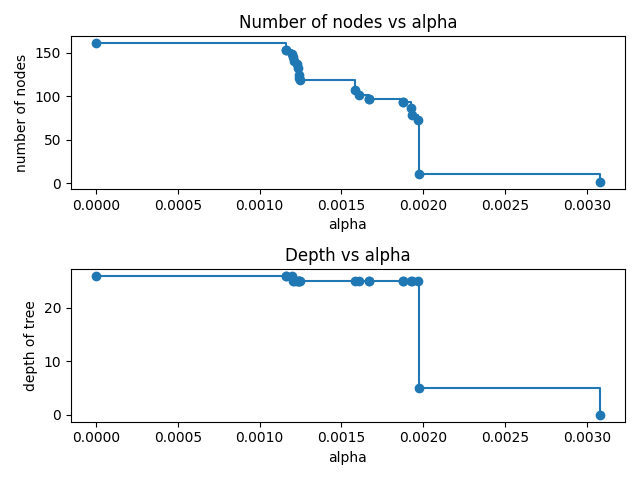 Number of nodes vs alpha
number of nodes
150
100
50
0
0.0000 0.0005 0.0010 0.0015 0.0020 0.0025 0.0030
alpha
Depth vs alpha
depth of tree
20
10
0
0.0000 0.0005 0.0010 0.0015 0.0020 0.0025 0.0030
alpha